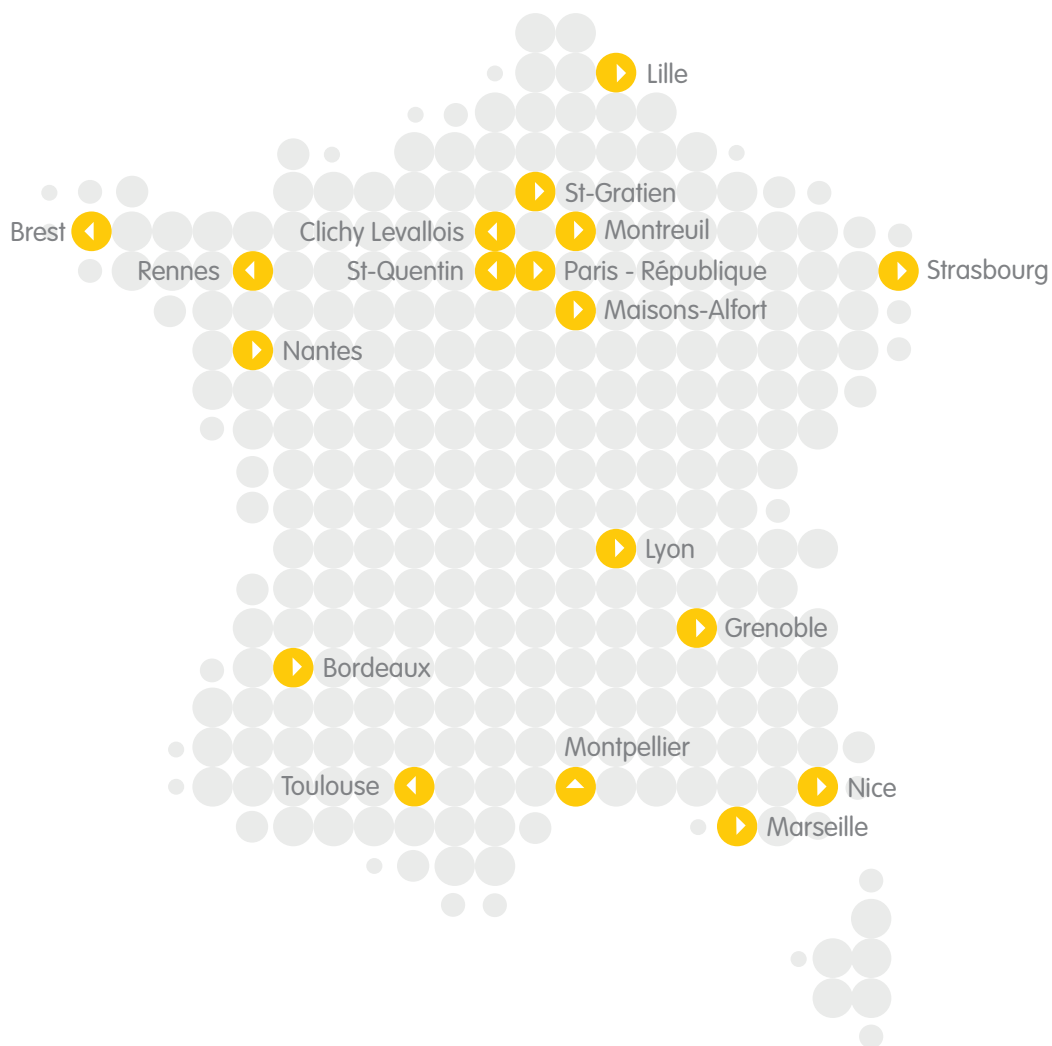 Lille
St-Gratien
Brest
Clichy Levallois
Montreuil
Rennes
St-Quentin
Paris - République
Strasbourg
Maisons-Alfort
Nantes
Lyon
Grenoble
Bordeaux
Montpellier
Toulouse
Nice
Marseille